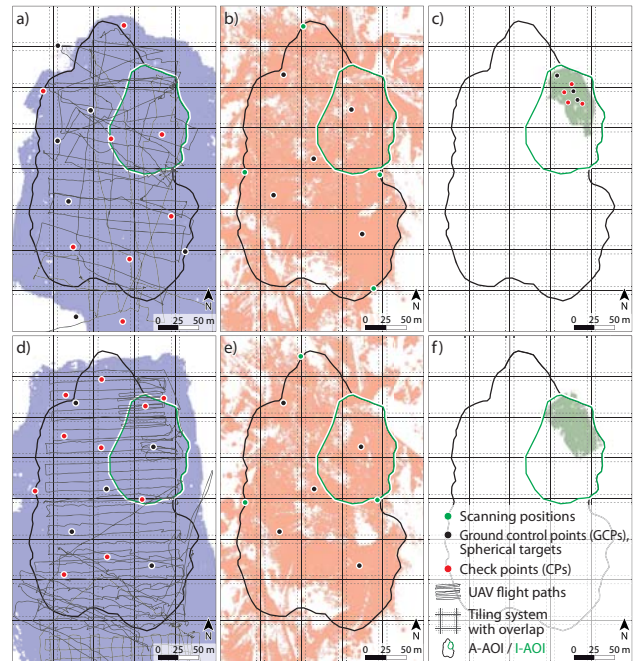 a)
b)
c)
N
0 25 50 m
N
0 25 50 m
N
0 25 50 m
d)
e)
f)
Scanning positions
Ground control points (GCPs),
Spherical targets
Check points (CPs)
UAV flight paths
Tiling system
with overlap
A-AOI / I-AOI
N
0 25 50 m
N
0 25 50 m
N
0 25 50 m